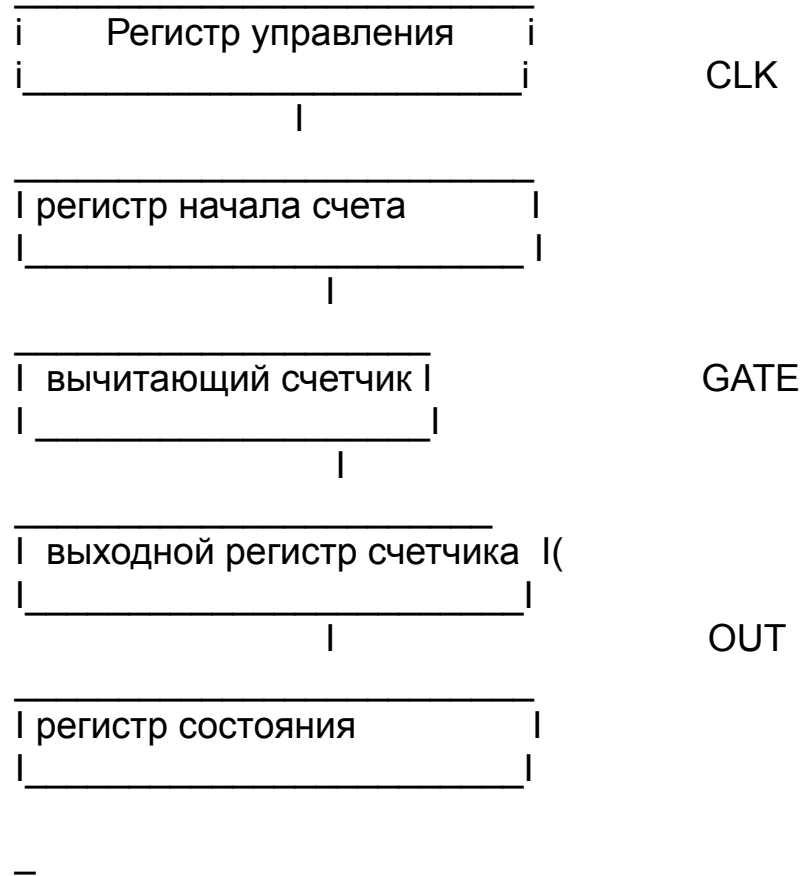 Регистр управления
CLK
регистр начала счета
вычитающий счетчик
GATE
выходной регистр счетчика (
OUT
регистр состояния